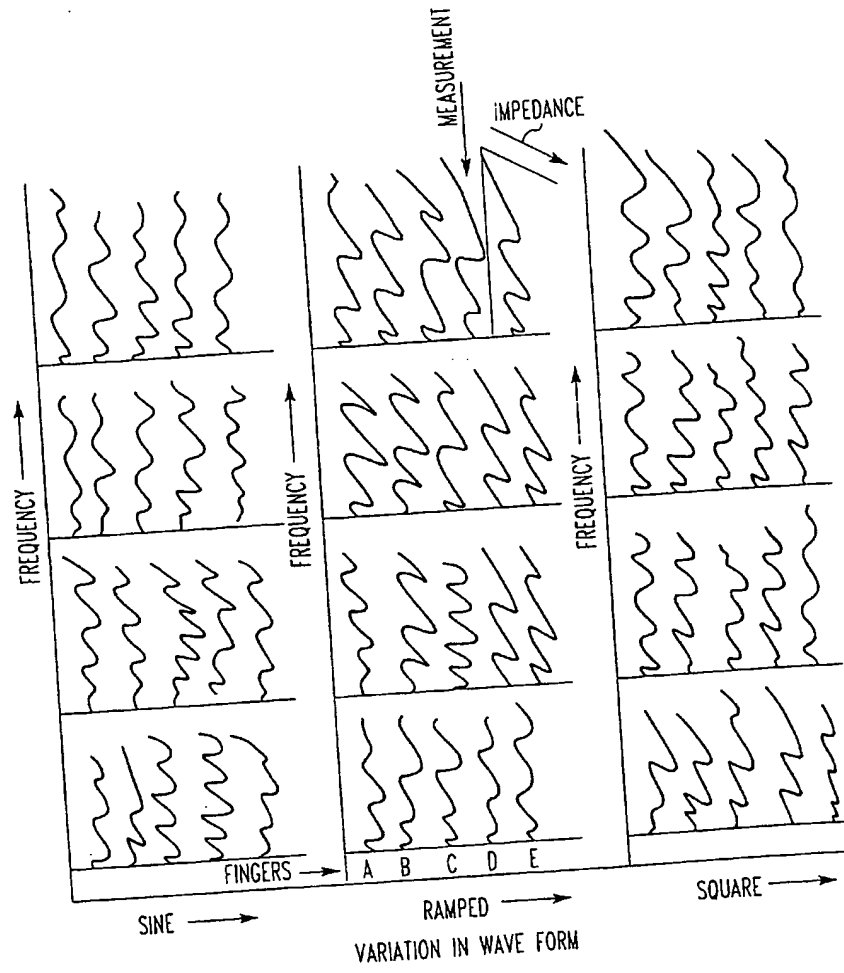 MEASUREMENT
iMPEDANCE
FREQUENCY
FREQUENCY
FREQUENCY
FINGERS
A B C D E
SINE
RAMPED
SQUARE
VARIATION IN WAVE FORM